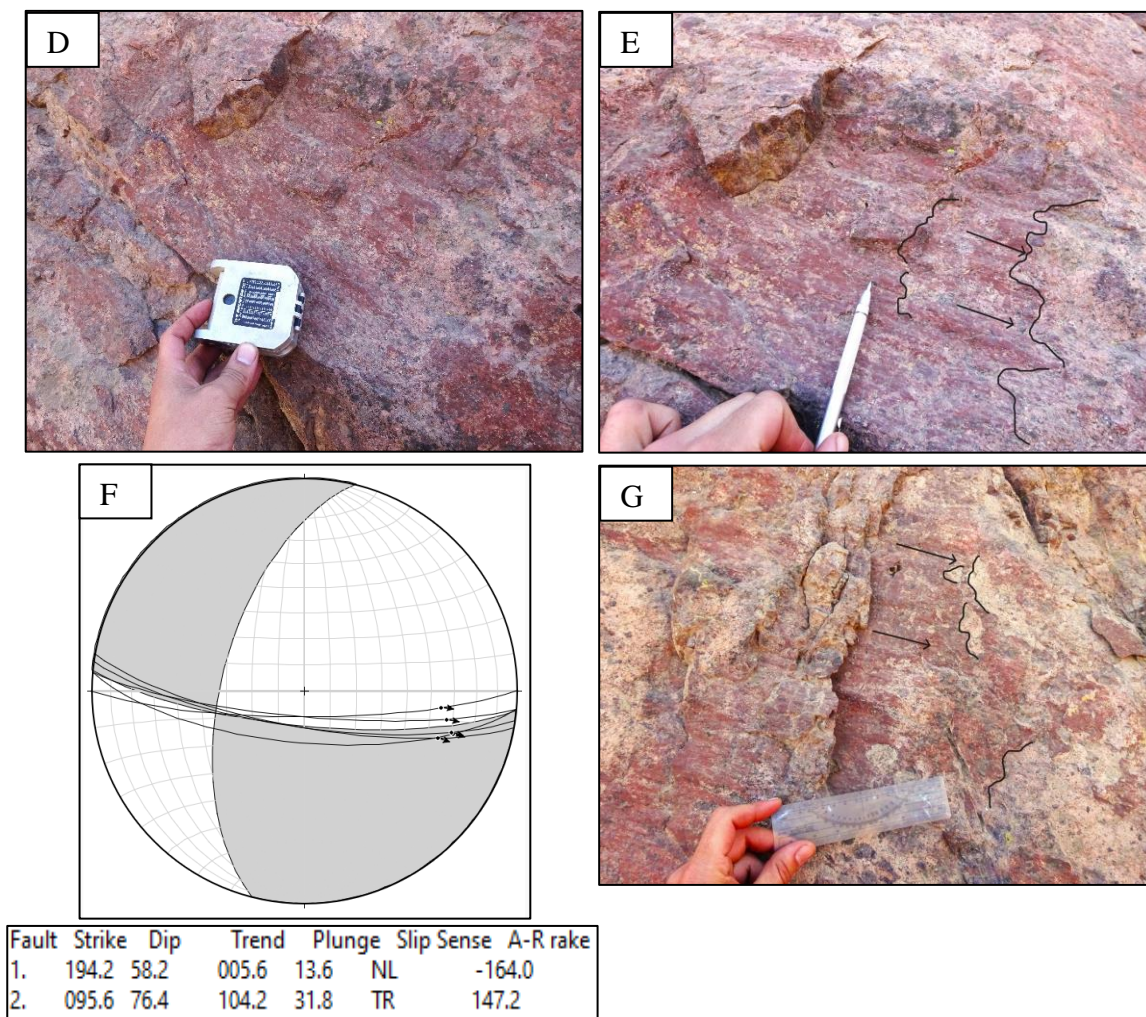 D
E
F
G
Fault Strike Dip Trend Plunge Slip Sense A-R rake
1. 194.2 58.2 005.6 13.6 NL -164.0
2. 095.6 76.4 104.2 31.8 TR 147.2